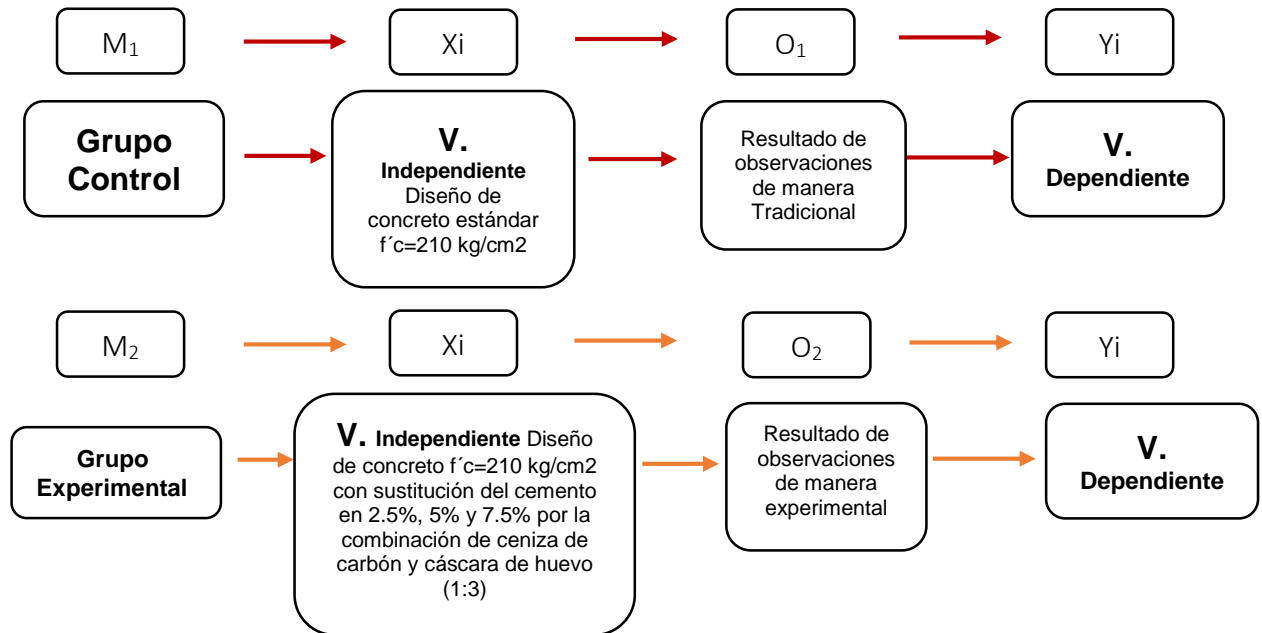 M₁ Xi O₁ Yi
Grupo
Control
V.
Independiente
Diseño de
concreto estándar
f´c=210 kg/cm2
Resultado de
observaciones
de manera
Tradicional
V.
Dependiente
M₂ Xi O₂ Yi
Grupo
Experimental
V. Independiente Diseño
de concreto f´c=210 kg/cm2
con sustitución del cemento
en 2.5%, 5% y 7.5% por la
combinación de ceniza de
carbón y cáscara de huevo
(1:3)
Resultado de
observaciones
de manera
experimental
V.
Dependiente